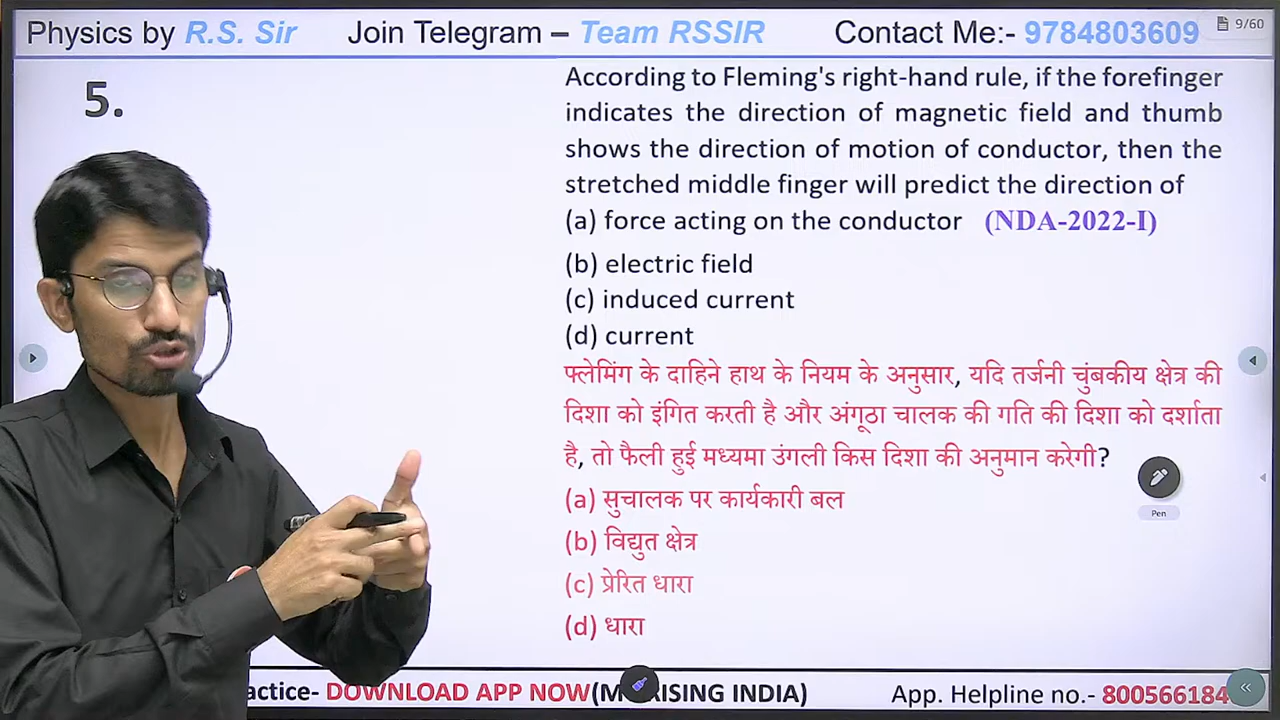 Physics by R.S. Sir Join Telegram – Team RSSIR Contact Me:- 9784803609 9/60
5.
According to Fleming's right-hand rule, if the forefinger
indicates the direction of magnetic field and thumb
shows the direction of motion of conductor, then the
stretched middle finger will predict the direction of
(a) force acting on the conductor (NDA-2022-I)
(b) electric field
(c) induced current
(d) current
फ्लेमिंग के दाहिने हाथ के नियम के अनुसार, यदि तर्जनी चुंबकीय क्षेत्र की
दिशा को इंगित करती है और अंगूठा चालक की गति की दिशा को दर्शाता
है, तो फैली हुई मध्यमा उंगली किस दिशा की अनुमान करेगी?
(a) सुचालक पर कार्यकारी बल
(b) विद्युत क्षेत्र
(c) प्रेरित धारा
(d) धारा
Pen
actice- DOWNLOAD APP NOW(M RISING INDIA) App. Helpline no.- 800566184